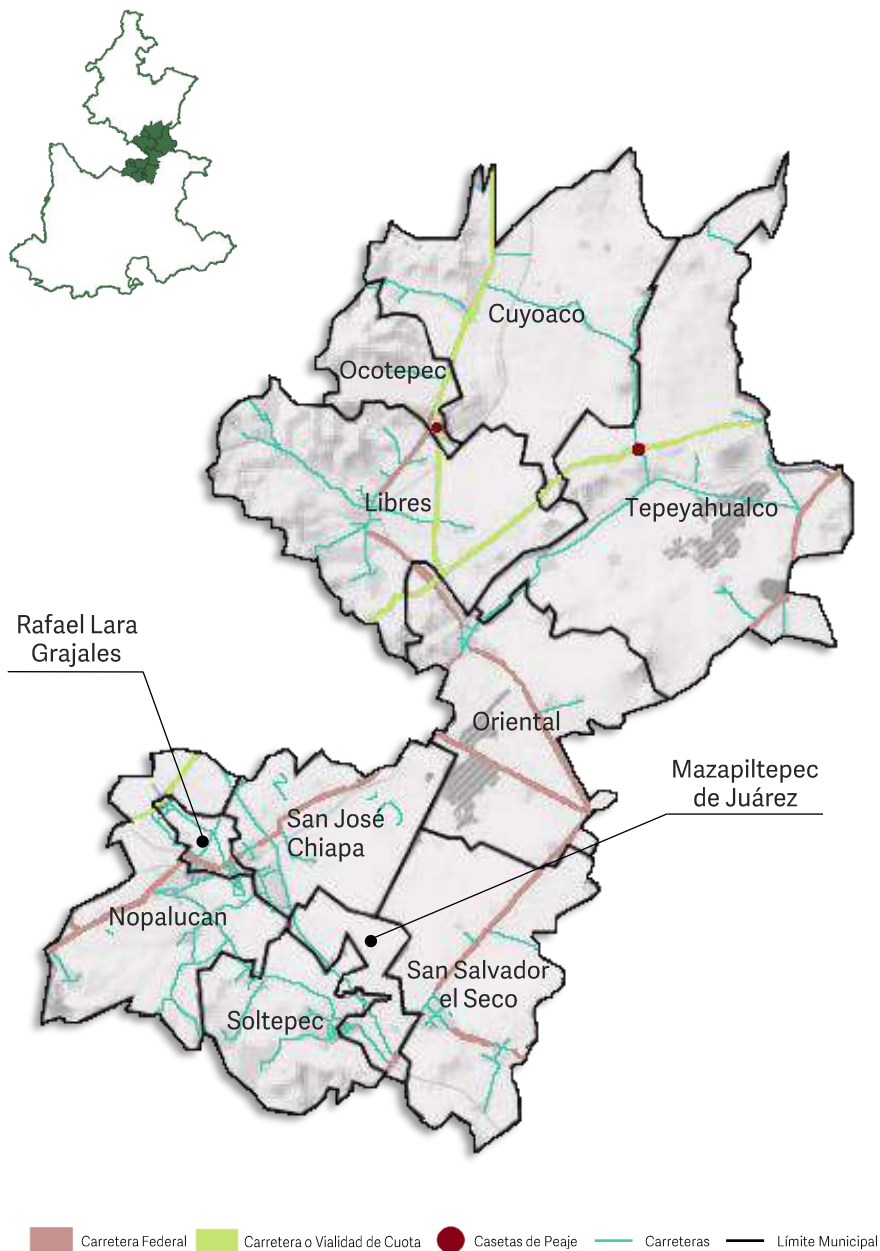 Cuyoaco
Ocotepec
Libres
Tepeyahualco
Rafael Lara
Grajales
Oriental
Mazapiltepec
de Juárez
San José
Chiapa
Nopalucan
San Salvador
el Seco
Soltepec
Carretera Federal
Carretera o Vialidad de Cuota
Casetas de Peaje
Carreteras
Límite Municipal